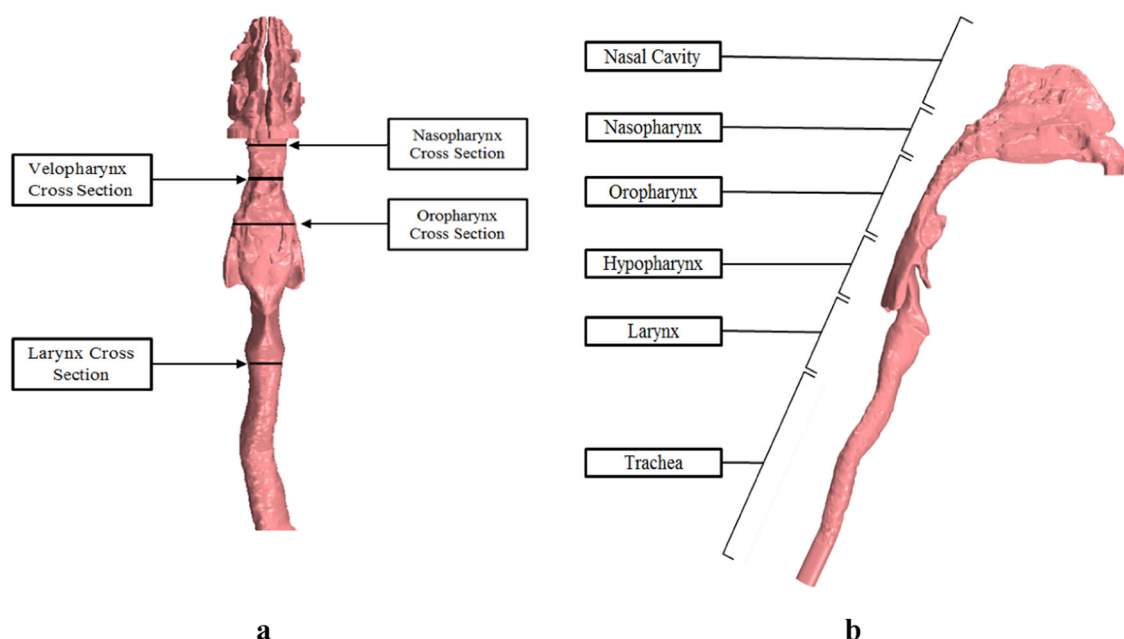 Nasopharynx
Cross Section
Velopharynx
Cross Section
Oropharynx
Cross Section
Larynx Cross
Section
a
Nasal Cavity
Nasopharynx
Oropharynx
Hypopharynx
Larynx
Trachea
b